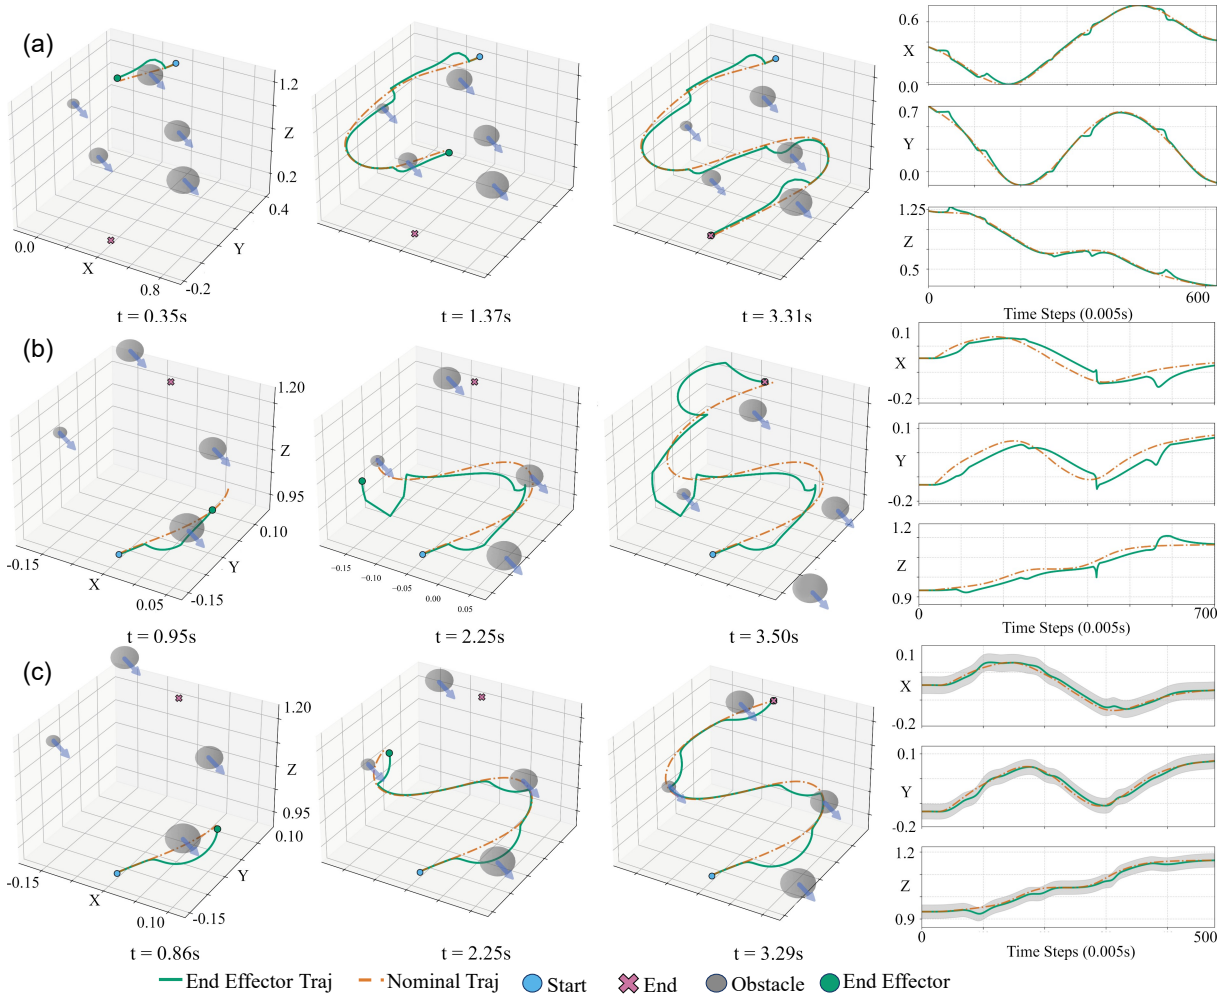 (a)
1.2
Z
0.2
0.4
Y
0.0
X
0.8
-0.2
t = 0.35s
t = 1.37s
t = 3.31s
0.6
X
0.0
0.7
Y
0.0
1.25
Z
0.5
0
600
Time Steps (0.005s)
(b)
1.20
Z
0.95
0.10
Y
-0.15
X
0.05
-0.15
t = 0.95s
−0.15
−0.10
−0.05
0.00
0.05
t = 2.25s
t = 3.50s
0.1
X
-0.2
0.1
Y
-0.2
1.2
Z
0.9
0
700
Time Steps (0.005s)
(c)
1.20
Z
0.95
0.10
Y
-0.15
X
0.10
-0.15
t = 0.86s
t = 2.25s
t = 3.29s
0.1
X
-0.2
0.1
Y
-0.2
1.2
Z
0.9
0
500
Time Steps (0.005s)
End Effector Traj
Nominal Traj
Start
End
Obstacle
End Effector